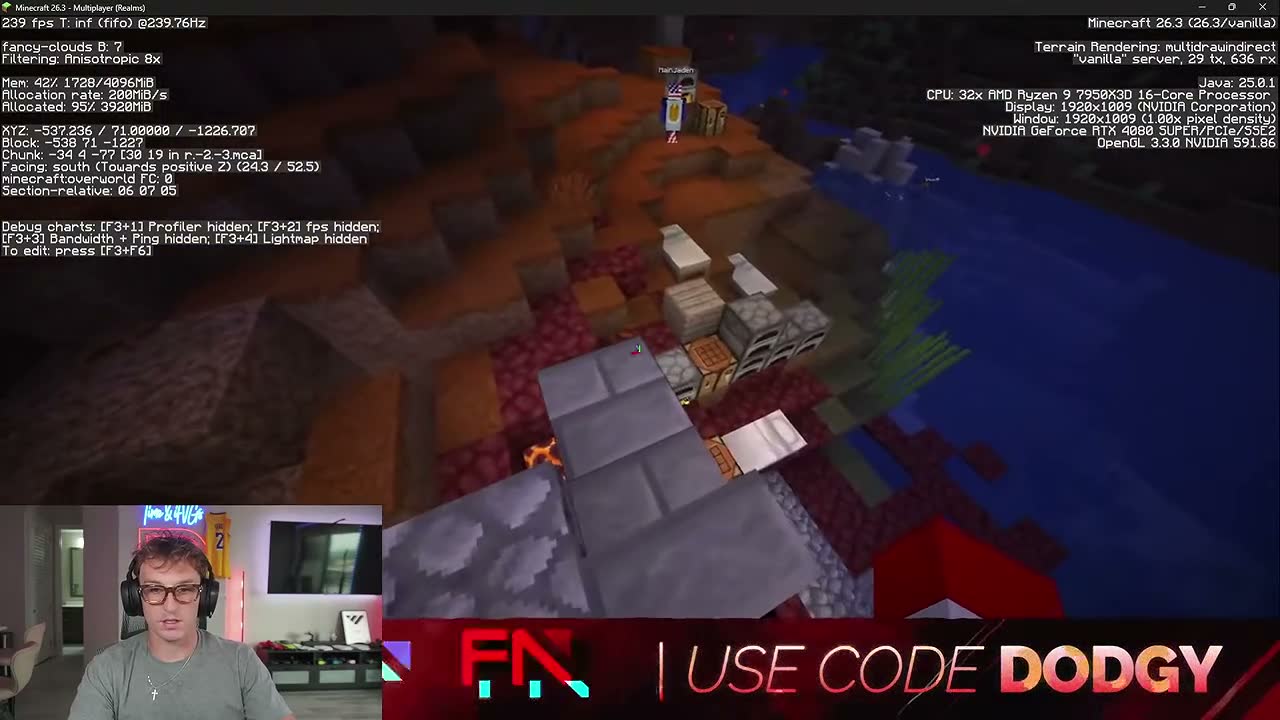 Minecraft 26.3 - Multiplayer (Realms)
239 fps T: inf (fifo) @239.76Hz
fancy-clouds B: 7
Filtering: Anisotropic 8x
Mem: 42% 1728/4096MiB
Allocation rate: 200MiB/s
Allocated: 95% 3920MiB
XYZ: -537.236 / 71.00000 / -1226.707
Block: -538 71 -1227
Chunk: -34 4 -77 [30 19 in r.-2.-3.mca]
Facing: south (Towards positive Z) (24.3 / 52.5)
minecraft:overworld FC: 0
Section-relative: 06 07 05
Debug charts: [F3+1] Profiler hidden; [F3+2] fps hidden;
[F3+3] Bandwidth + Ping hidden; [F3+4] Lightmap hidden
To edit: press [F3+F6]
Minecraft 26.3 (26.3/vanilla)
Terrain Rendering: multidrawindirect
"vanilla" server, 29 tx, 636 rx
Java: 25.0.1
CPU: 32x AMD Ryzen 9 7950X3D 16-Core Processor
Display: 1920x1009 (NVIDIA Corporation)
Window: 1920x1009 (1.00x pixel density)
NVIDIA GeForce RTX 4080 SUPER/PCIe/SSE2
OpenGL 3.3.0 NVIDIA 591.86
MainJaden
2
FN | USE CODE DODGY